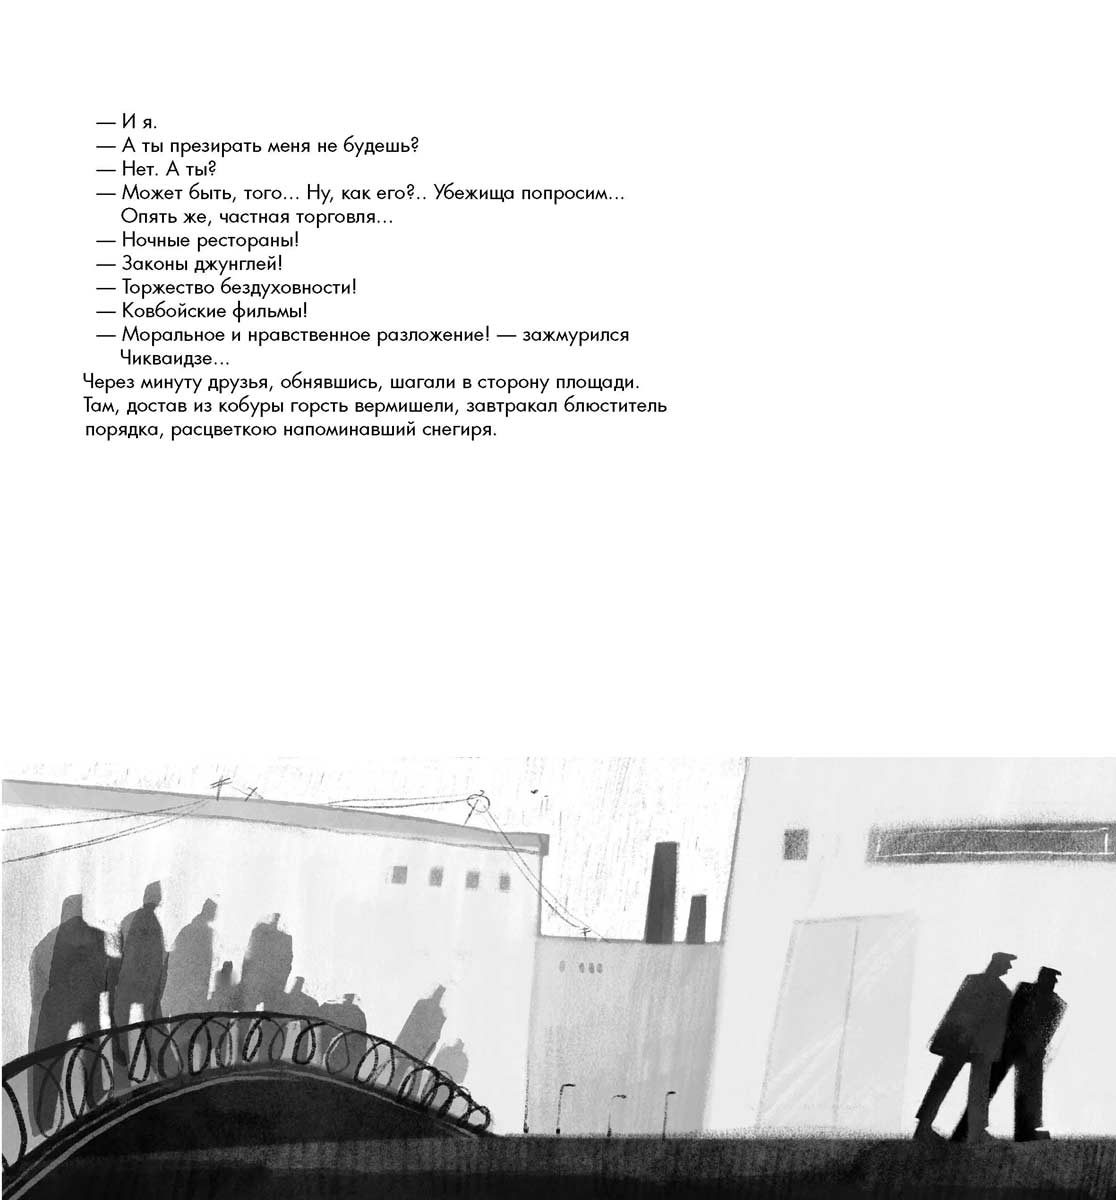 — И я.
— А ты презирать меня не будешь?
— Нет. А ты?
— Может быть, того... Ну, как его?.. Убежища попросим...
Опять же, частная торговля...
— Ночные рестораны!
— Законы джунглей!
— Торжество бездуховности!
— Ковбойские фильмы!
— Моральное и нравственное разложение! — зажмурился
Чикваидзе...
Через минуту друзья, обнявшись, шагали в сторону площади.
Там, достав из кобуры горсть вермишели, завтракал блюститель
порядка, расцветкою напоминавший снегиря.